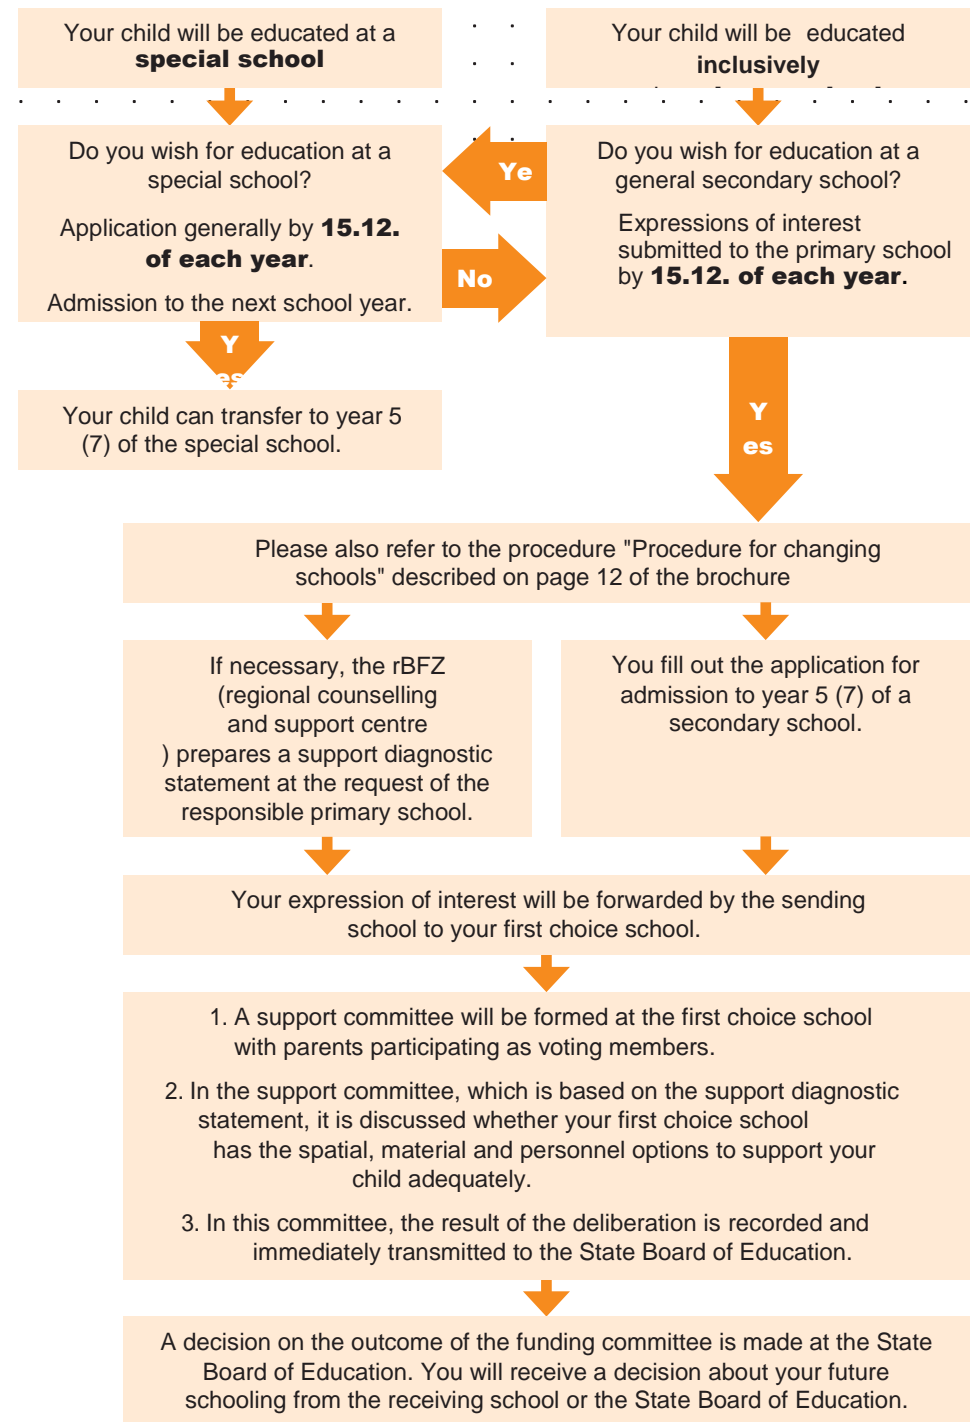 Your child will be educated at a
special school
Your child will be educated
inclusively
Do you wish for education at a
special school?
Application generally by 15.12.
of each year.
Admission to the next school year.
Ye
No
Do you wish for education at a
general secondary school?
Expressions of interest
submitted to the primary school
by 15.12. of each year.
Y
es
Your child can transfer to year 5
(7) of the special school.
Y
es
Please also refer to the procedure "Procedure for changing
schools" described on page 12 of the brochure
If necessary, the rBFZ
(regional counselling
and support centre
) prepares a support diagnostic
statement at the request of the
responsible primary school.
You fill out the application for
admission to year 5 (7) of a
secondary school.
Your expression of interest will be forwarded by the sending
school to your first choice school.
1. A support committee will be formed at the first choice school
with parents participating as voting members.
2. In the support committee, which is based on the support diagnostic
statement, it is discussed whether your first choice school
has the spatial, material and personnel options to support your
child adequately.
3. In this committee, the result of the deliberation is recorded and
immediately transmitted to the State Board of Education.
A decision on the outcome of the funding committee is made at the State
Board of Education. You will receive a decision about your future
schooling from the receiving school or the State Board of Education.